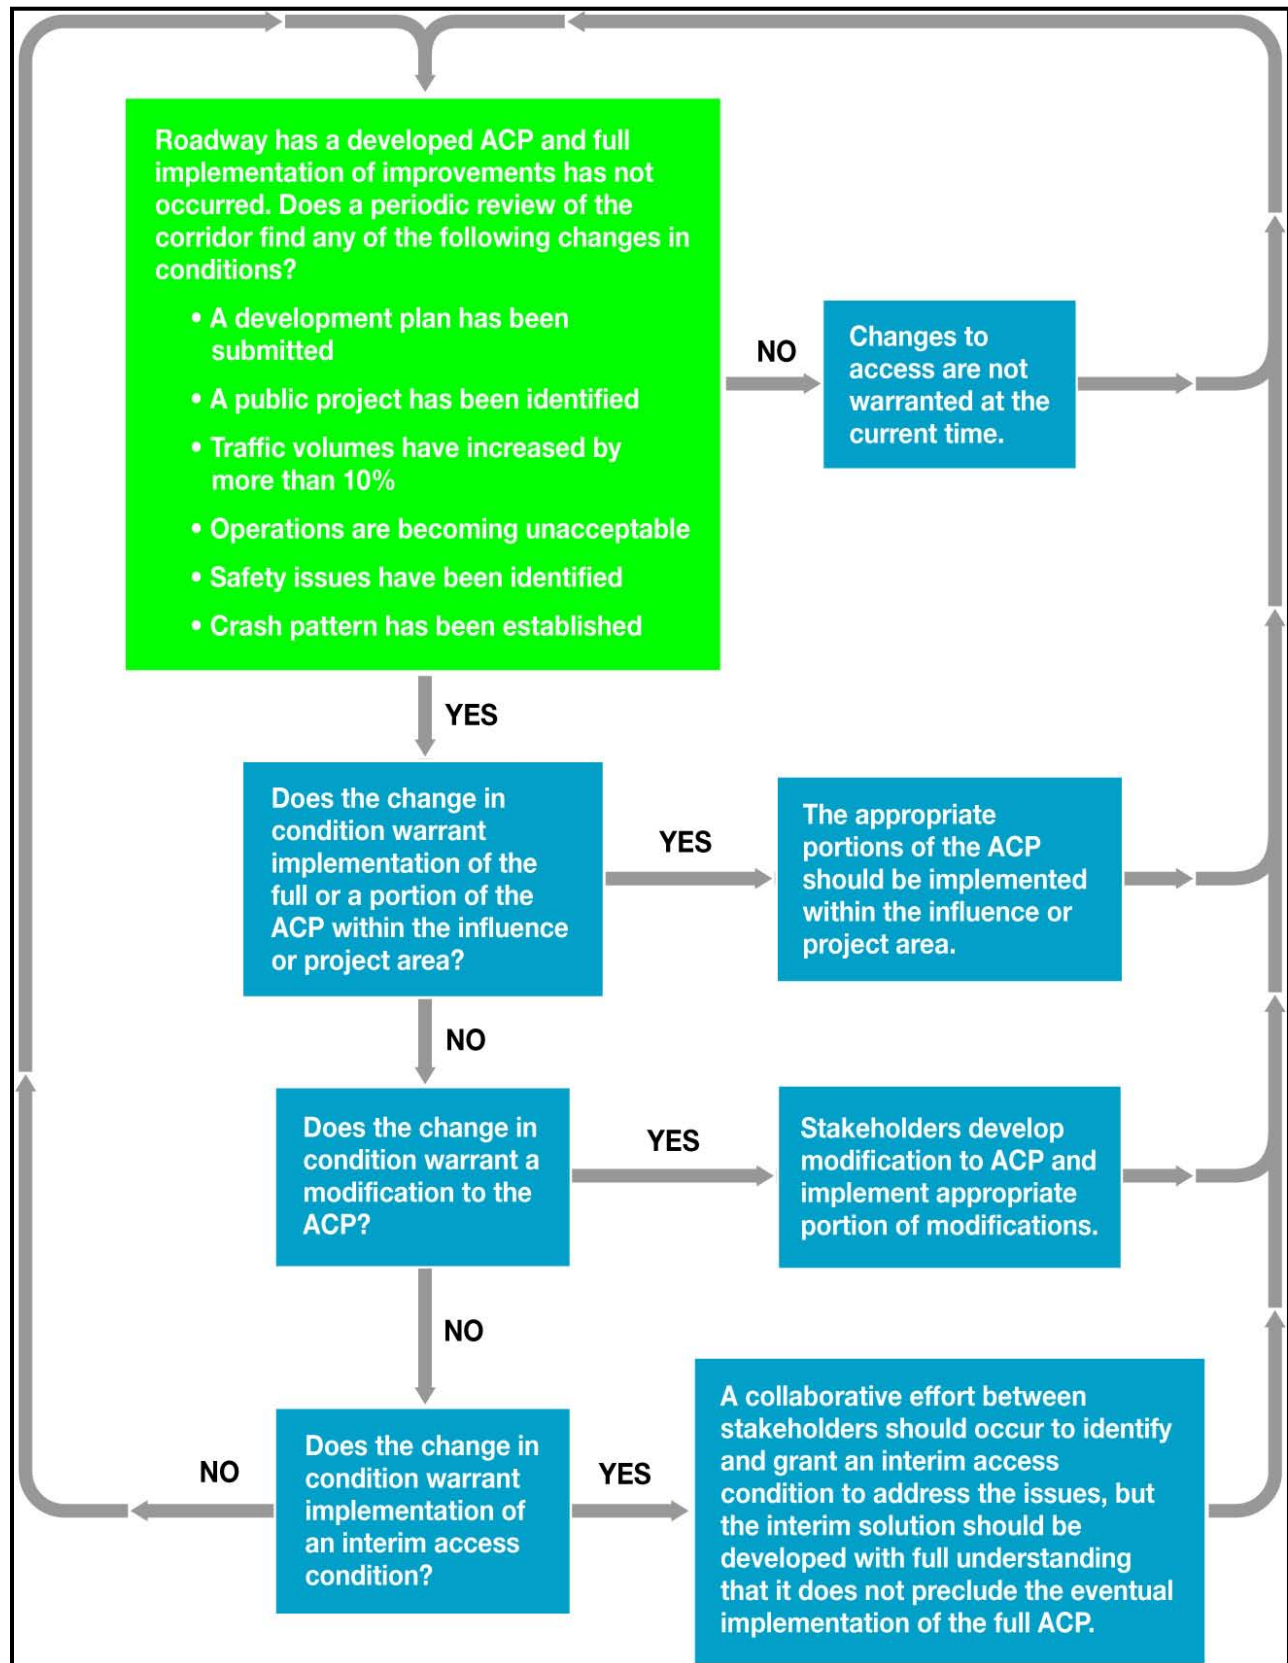 Roadway has a developed ACP and full
implementation of improvements has not
occurred. Does a periodic review of the
corridor find any of the following changes in
conditions?
• A development plan has been
submitted
• A public project has been identified
• Traffic volumes have increased by
more than 10%
• Operations are becoming unacceptable
• Safety issues have been identified
• Crash pattern has been established
NO
Changes to
access are not
warranted at the
current time.
YES
Does the change in
condition warrant
implementation of the
full or a portion of the
ACP within the influence
or project area?
YES
The appropriate
portions of the ACP
should be implemented
within the influence or
project area.
NO
Does the change in
condition warrant a
modification to the
ACP?
YES
Stakeholders develop
modification to ACP and
implement appropriate
portion of modifications.
NO
Does the change in
condition warrant
implementation of
an interim access
condition?
NO
YES
A collaborative effort between
stakeholders should occur to identify
and grant an interim access
condition to address the issues, but
the interim solution should be
developed with full understanding
that it does not preclude the eventual
implementation of the full ACP.